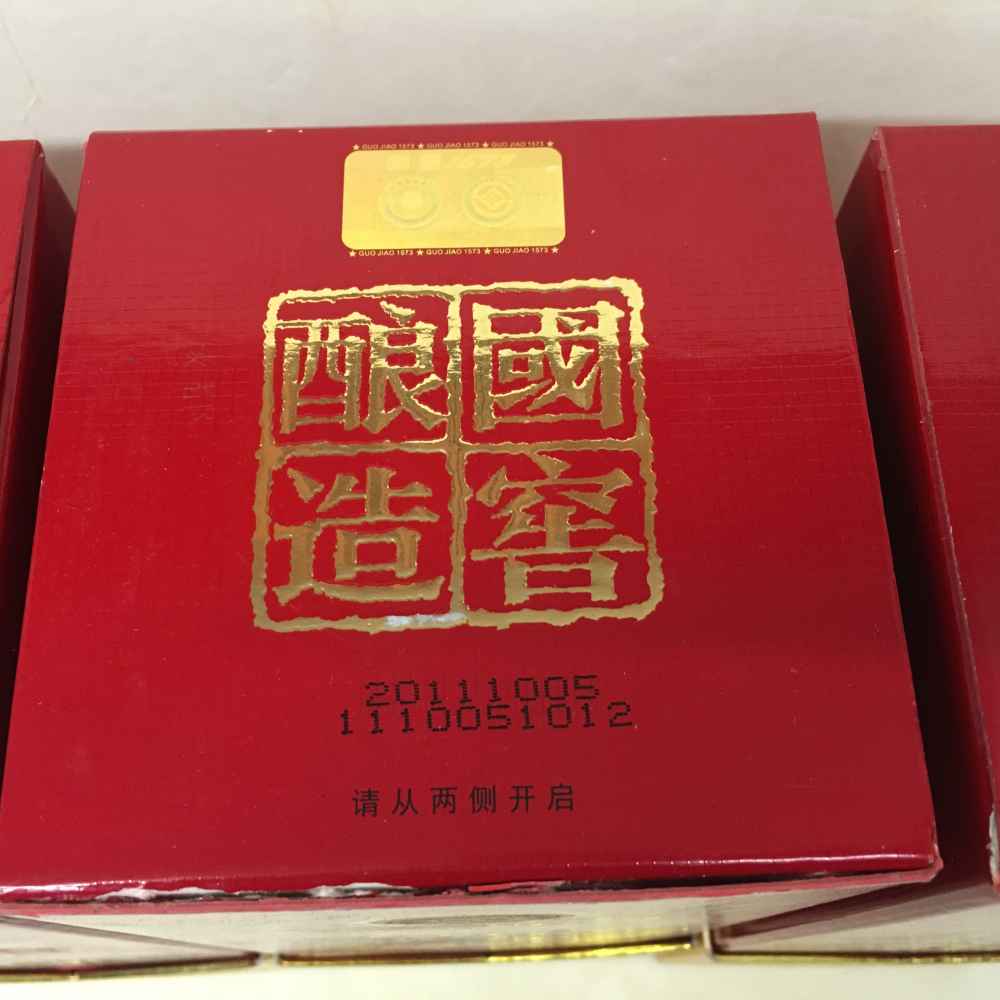 ★ GUO JIAO 1573 ★ GUO JIAO 1573 ★ GUO JIAO 1573 ★
★ GUO JIAO 1573 ★ GUO JIAO 1573 ★ GUO JIAO 1573 ★
國窖
酿造
20111005
1110051012
请从两侧开启